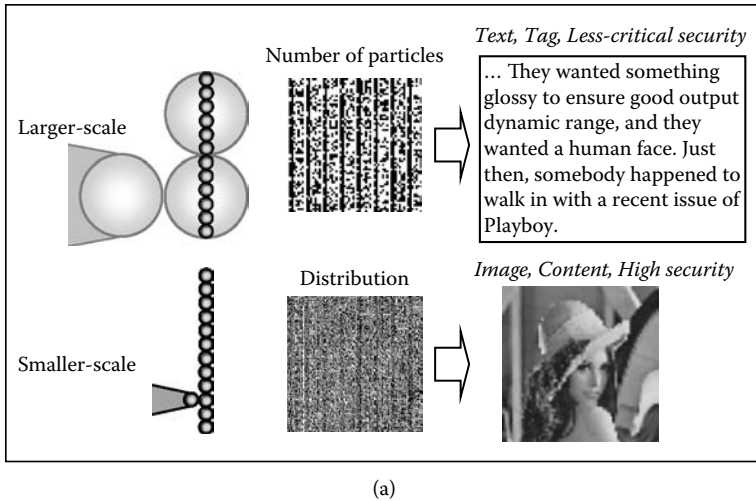 Number of particles
Text, Tag, Less-critical security
Larger-scale
... They wanted something
glossy to ensure good output
dynamic range, and they
wanted a human face. Just
then, somebody happened to
walk in with a recent issue of
Playboy.
Distribution
Image, Content, High security
Smaller-scale
(a)